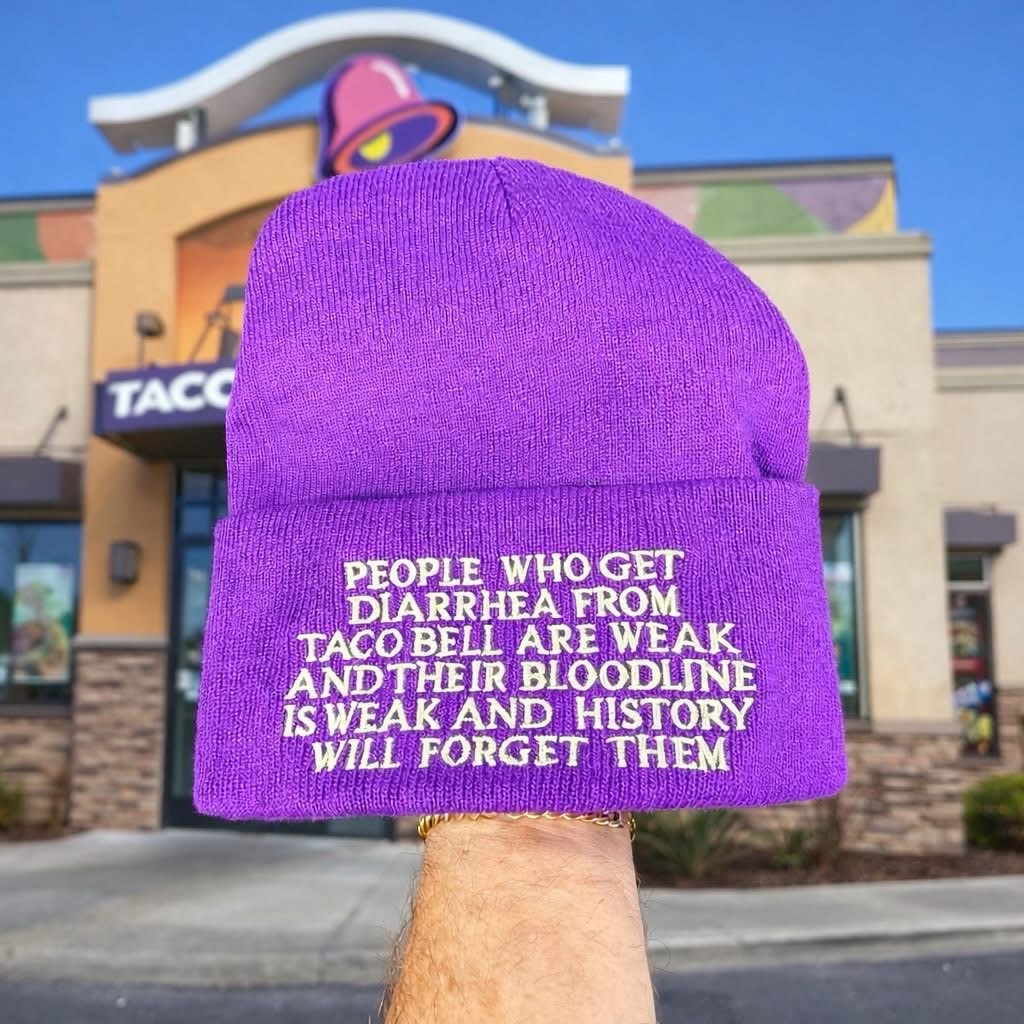 TACO
PEOPLE WHO GET
DIARRHEA FROM
TACO BELL ARE WEAK
AND THEIR BLOODLINE
IS WEAK AND HISTORY
WILL FORGET THEM